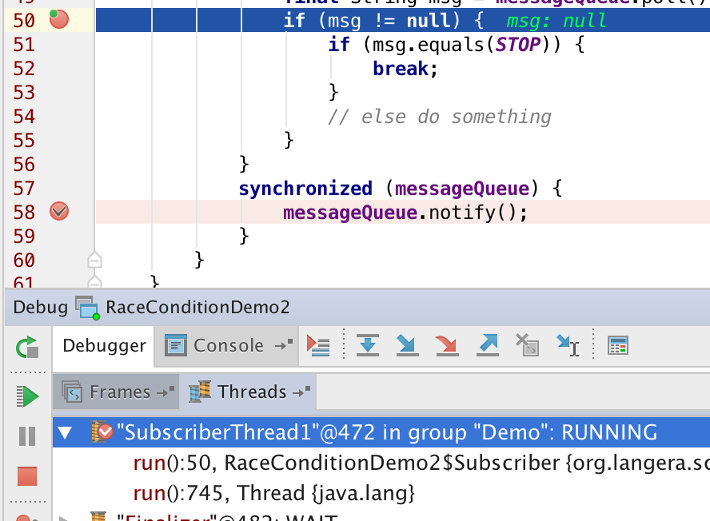 final String msg = messageQueue.poll()
50 if (msg != null) { msg: null
51 if (msg.equals(STOP)) {
52 break;
53 }
54 // else do something
55 }
56 }
57 synchronized (messageQueue) {
58 messageQueue.notify();
59 }
60 }
61 }
Debug RaceConditionDemo2
Debugger Console
Frames Threads
"SubscriberThread1"@472 in group "Demo": RUNNING
run():50, RaceConditionDemo2$Subscriber {org.langera.sc
run():745, Thread {java.lang}
"Finalizer"@482: WAIT